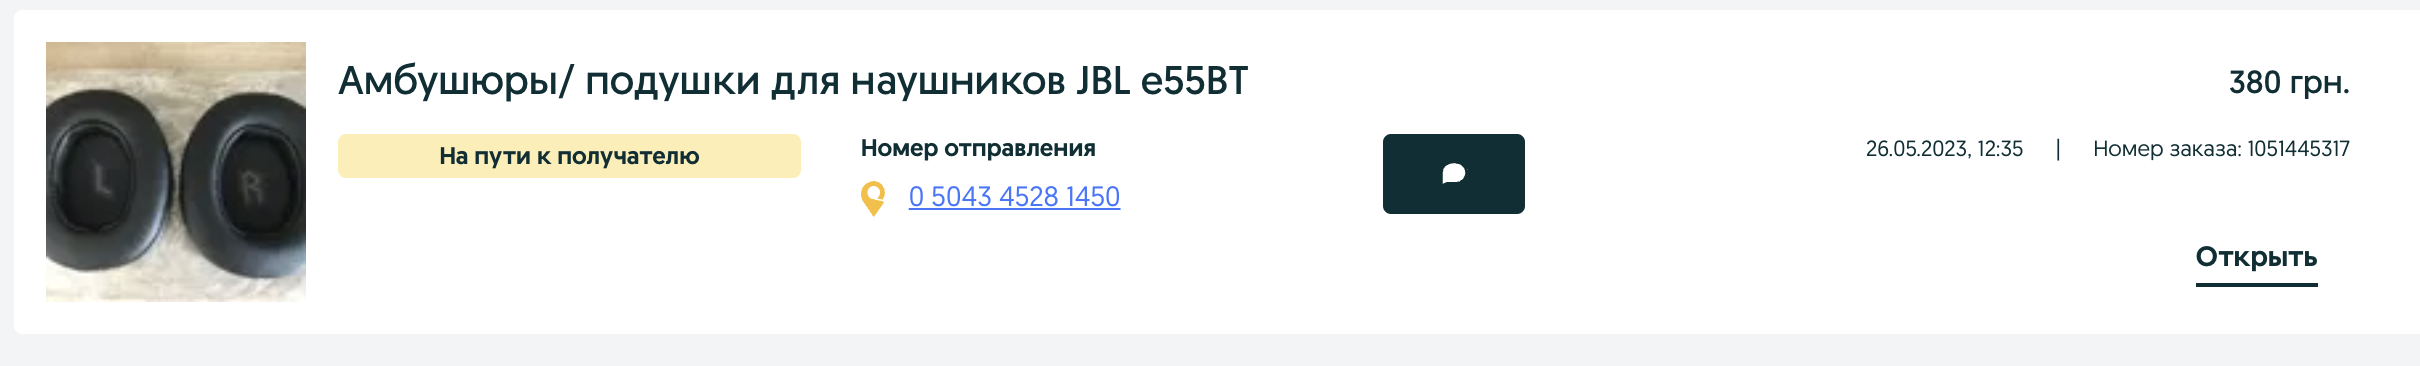 Амбушюры/ подушки для наушников JBL e55BT
380 грн.
На пути к получателю
Номер отправления
0 5043 4528 1450
26.05.2023, 12:35 | Номер заказа: 1051445317
Открыть
L
R